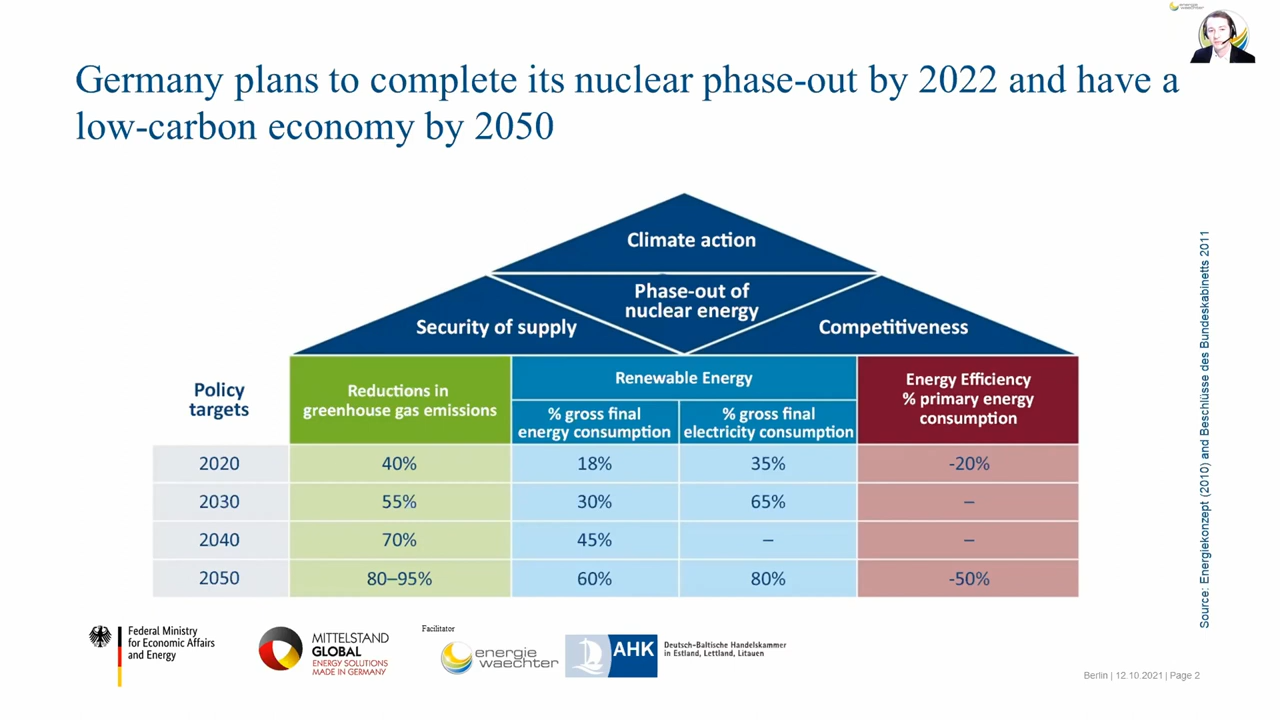 energie
waechter
Germany plans to complete its nuclear phase-out by 2022 and have a
low-carbon economy by 2050
Climate action
Phase-out of
nuclear energy
Security of supply
Competitiveness
Policy
targets
Reductions in
greenhouse gas emissions
Renewable Energy
% gross final
energy consumption
% gross final
electricity consumption
Energy Efficiency
% primary energy
consumption
2020 40% 18% 35% -20%
2030 55% 30% 65% –
2040 70% 45% – –
2050 80–95% 60% 80% -50%
Source: Energiekonzept (2010) and Beschlüsse des Bundeskabinetts 2011
Federal Ministry
for Economic Affairs
and Energy
MITTELSTAND
GLOBAL
ENERGY SOLUTIONS
MADE IN GERMANY
Facilitator
energie
waechter
AHK
Deutsch-Baltische Handelskammer
in Estland, Lettland, Litauen
Berlin | 12.10.2021 | Page 2